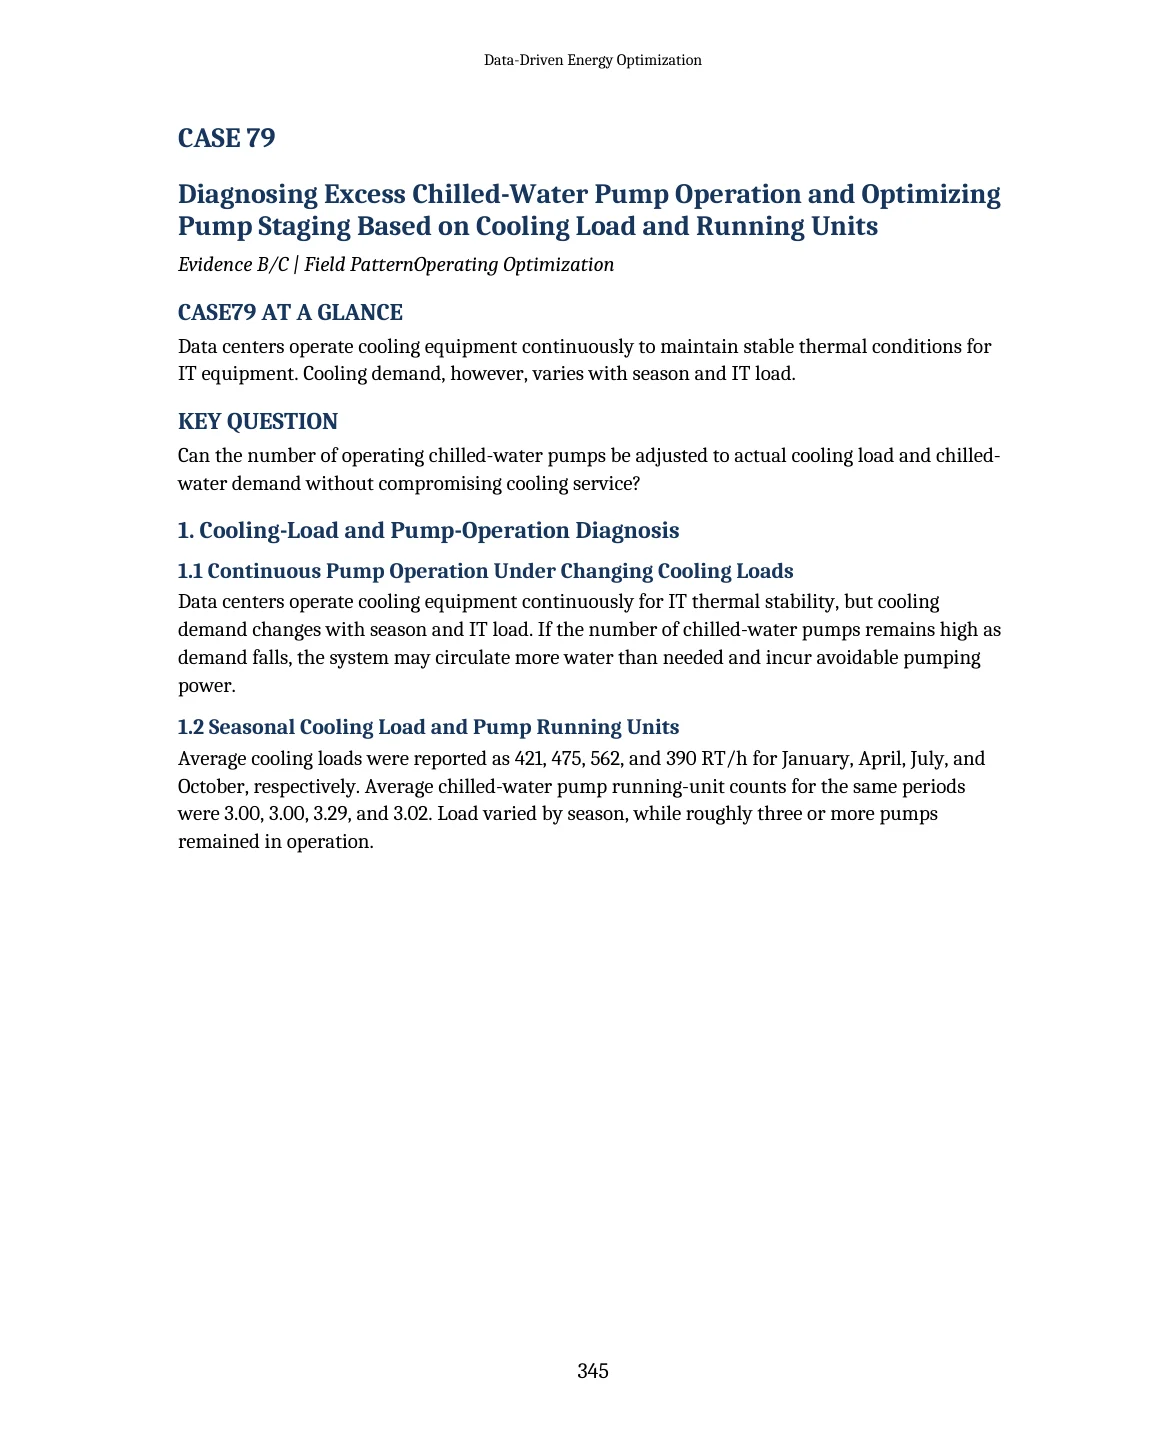 Data-Driven Energy Optimization
CASE 79
Diagnosing Excess Chilled-Water Pump Operation and Optimizing
Pump Staging Based on Cooling Load and Running Units
Evidence B/C | Field PatternOperating Optimization
CASE79 AT A GLANCE
Data centers operate cooling equipment continuously to maintain stable thermal conditions for
IT equipment. Cooling demand, however, varies with season and IT load.
KEY QUESTION
Can the number of operating chilled-water pumps be adjusted to actual cooling load and chilled-
water demand without compromising cooling service?
1. Cooling-Load and Pump-Operation Diagnosis
1.1 Continuous Pump Operation Under Changing Cooling Loads
Data centers operate cooling equipment continuously for IT thermal stability, but cooling
demand changes with season and IT load. If the number of chilled-water pumps remains high as
demand falls, the system may circulate more water than needed and incur avoidable pumping
power.
1.2 Seasonal Cooling Load and Pump Running Units
Average cooling loads were reported as 421, 475, 562, and 390 RT/h for January, April, July, and
October, respectively. Average chilled-water pump running-unit counts for the same periods
were 3.00, 3.00, 3.29, and 3.02. Load varied by season, while roughly three or more pumps
remained in operation.
345